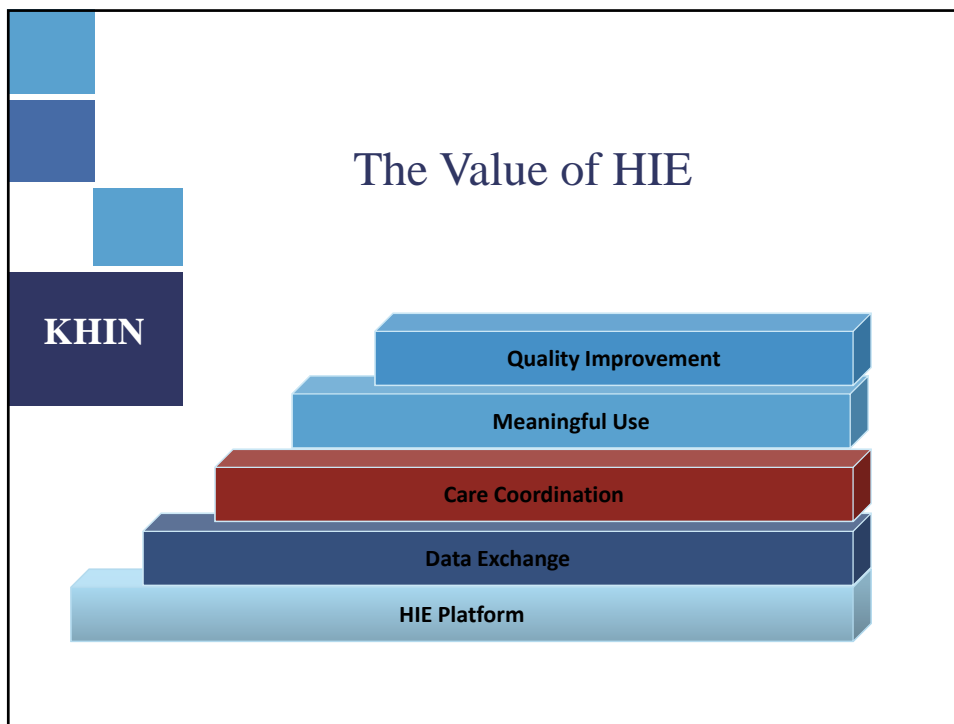 The Value of HIE
KHIN
Quality Improvement
Meaningful Use
Care Coordination
Data Exchange
HIE Platform